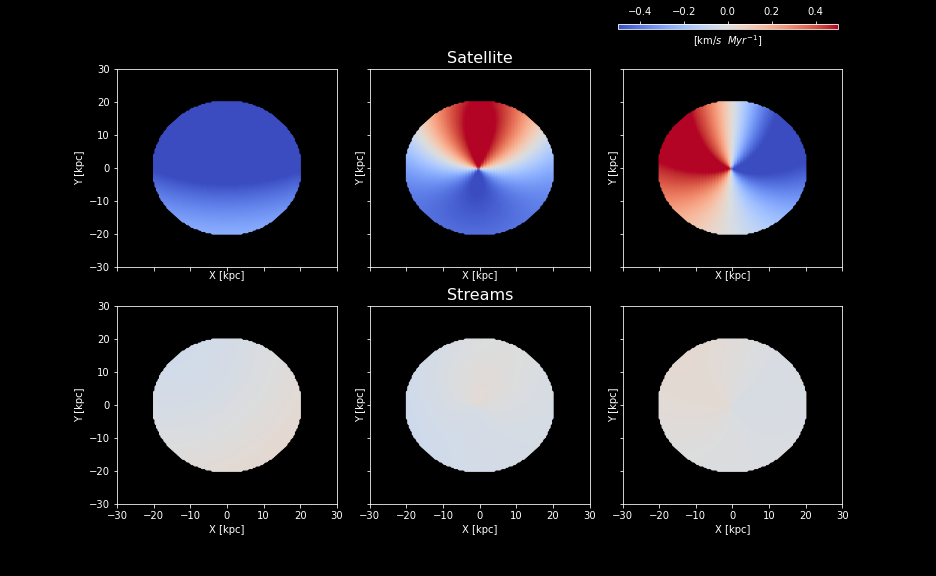 −0.4 −0.2 0.0 0.2 0.4
[km/s Myr⁻¹]
Satellite
30
20
10
0
−10
−20
−30
Y [kpc]
X [kpc]
Y [kpc]
X [kpc]
Y [kpc]
X [kpc]
Streams
30
20
10
0
−10
−20
−30
Y [kpc]
−30 −20 −10 0 10 20 30
X [kpc]
Y [kpc]
−30 −20 −10 0 10 20 30
X [kpc]
Y [kpc]
−30 −20 −10 0 10 20 30
X [kpc]